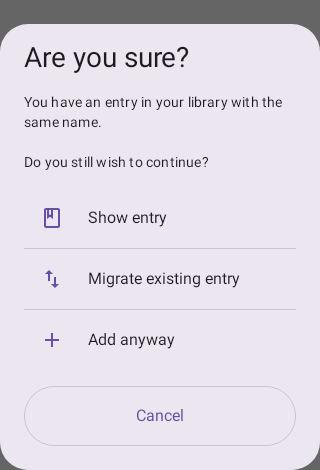 Are you sure?
You have an entry in your library with the
same name.
Do you still wish to continue?
Show entry
Migrate existing entry
Add anyway
Cancel